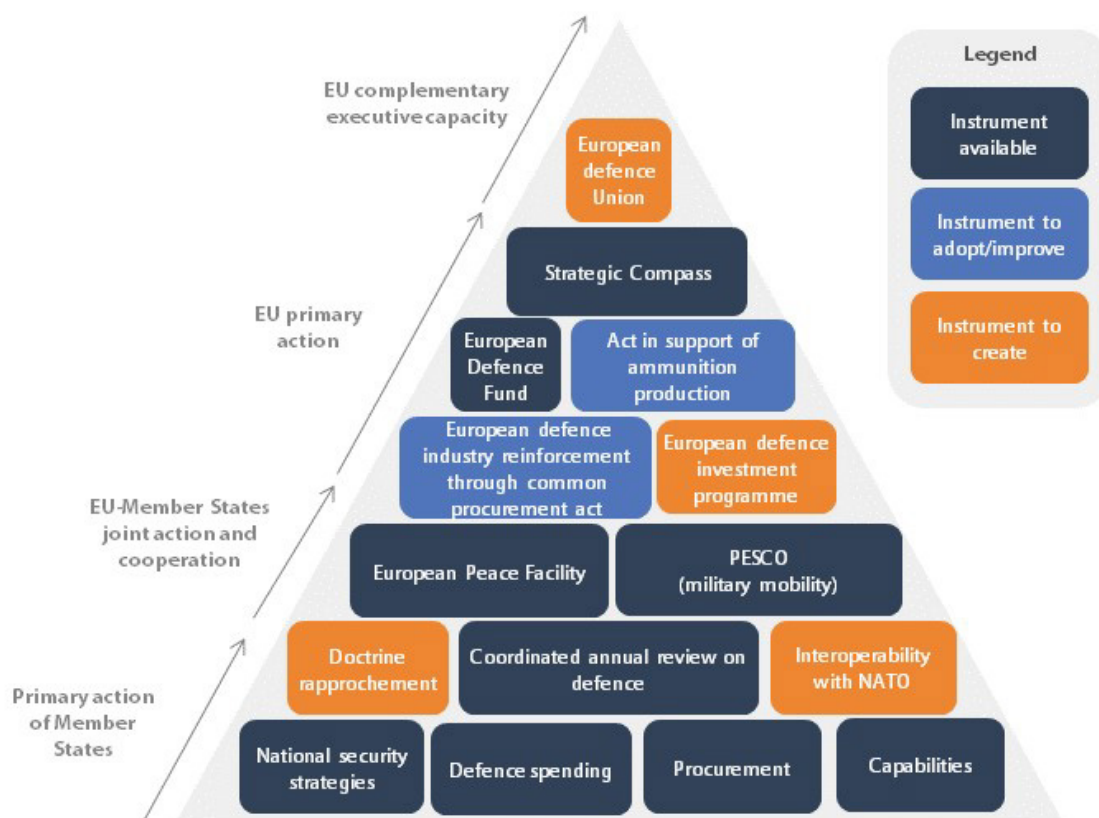 EU complementary
executive capacity
EU primary
action
EU-Member States
joint action and
cooperation
Primary action
of Member
States
European
defence
Union
Strategic Compass
European
Defence
Fund
Act in support of
ammunition
production
European defence
industry reinforcement
through common
procurement act
European defence
investment
programme
European Peace Facility
PESCO
(military mobility)
Doctrine
rapprochement
Coordinated annual review on
defence
Interoperability
with NATO
National security
strategies
Defence spending
Procurement
Capabilities
Legend
Instrument
available
Instrument to
adopt/improve
Instrument to
create